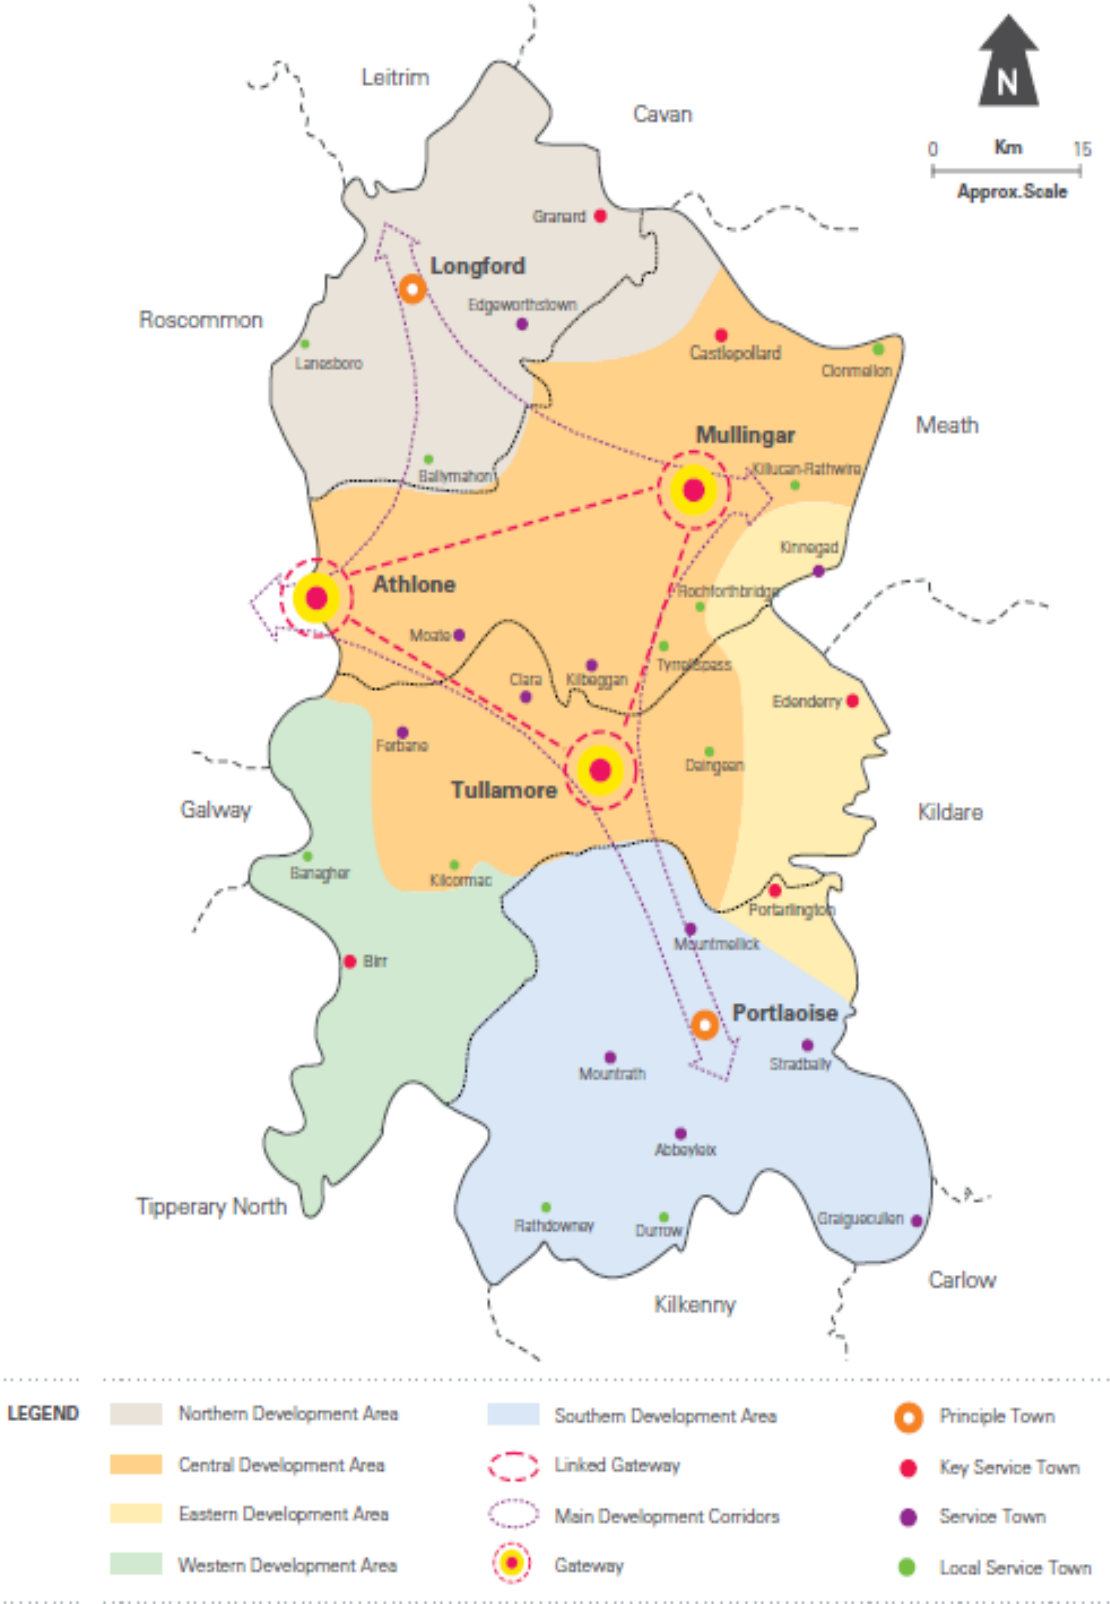 Leitrim
Cavan
N
0 Km 15
Approx.Scale
Granard
Longford
Edgeworthstown
Roscommon
Lanesboro
Castlepollard
Clonmellon
Meath
Mullingar
Killucan-Rathwire
Ballymahon
Kinnegad
Athlone
Rochfortbridge
Moate
Tyrrellspass
Clara
Kilbeggan
Edenderry
Ferbane
Daingean
Tullamore
Galway
Kildare
Banagher
Kilcormac
Portarlington
Mountmellick
Birr
Portlaoise
Stradbally
Mountrath
Abbeyleix
Tipperary North
Rathdowney
Durrow
Graiguecullen
Carlow
Kilkenny
LEGEND
Northern Development Area
Central Development Area
Eastern Development Area
Western Development Area
Southern Development Area
Linked Gateway
Main Development Corridors
Gateway
Principle Town
Key Service Town
Service Town
Local Service Town